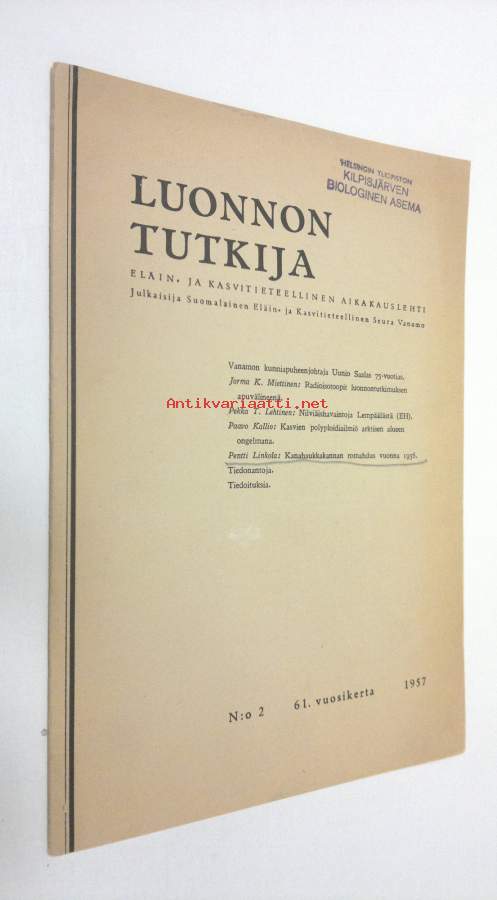 HELSINGIN YLIOPISTON
KILPISJÄRVEN
BIOLOGINEN ASEMA
LUONNON
TUTKIJA
ELÄIN- JA KASVITIETEELLINEN AIKAKAUSLEHTI
Julkaisija Suomalainen Eläin- ja Kasvitieteellinen Seura Vanamo
Vanamon kunniapuheenjohtaja Uunio Saalas 75-vuotias.
Jorma K. Miettinen: Radioisotoopit luonnontutkimuksen
apuvälineenä.
Antikvariaatit.net
Pekka T. Lehtinen: Nilviäishavaintoja Lempäälästä (EH).
Paavo Kallio: Kasvien polyploidiailmiö arktisen alueen
ongelmana.
Pentti Linkola: Kanahaukkakannan romahdus vuonna 1956.
Tiedonantoja.
Tiedoituksia.
N:o 2 61. vuosikerta 1957